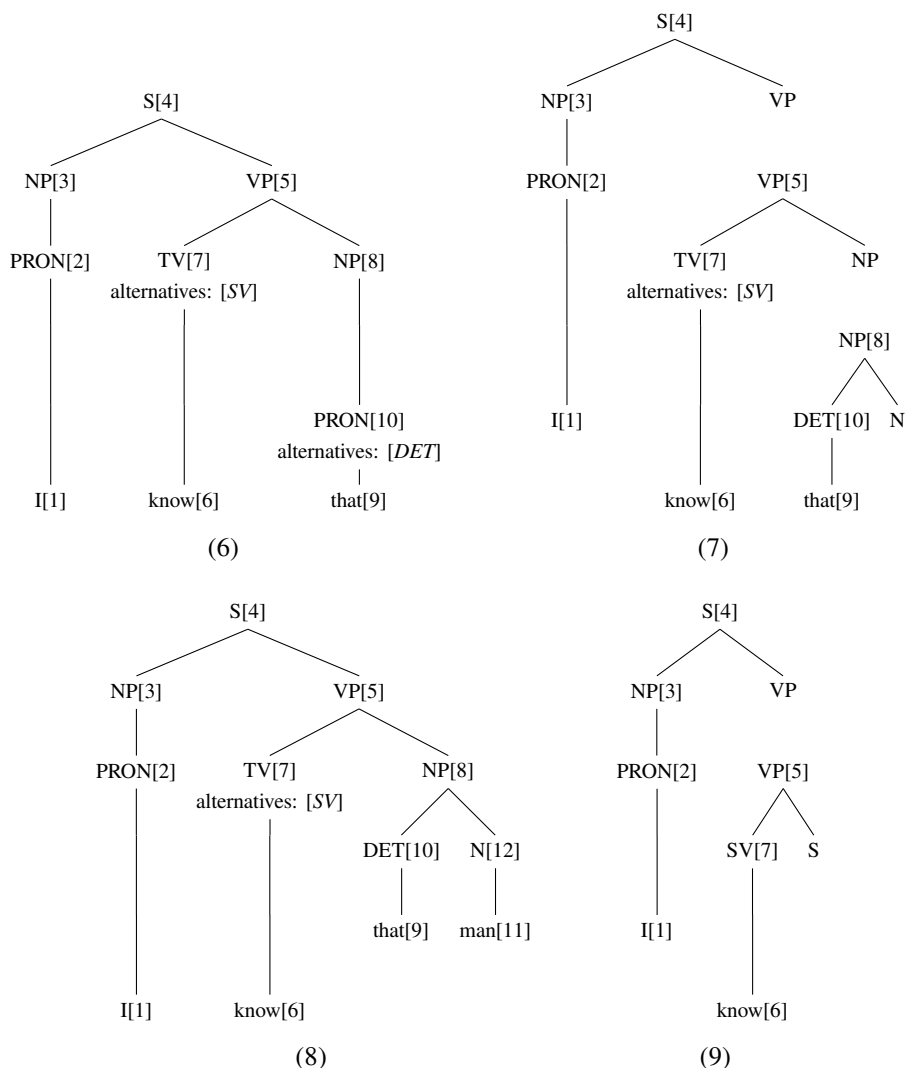 S[4]
NP[3] VP[5]
PRON[2] TV[7] NP[8]
alternatives: [SV]
PRON[10]
alternatives: [DET]
I[1] know[6] that[9]
(6)
S[4]
NP[3] VP
PRON[2] VP[5]
TV[7] NP
alternatives: [SV]
NP[8]
I[1] DET[10] N
know[6] that[9]
(7)
S[4]
NP[3] VP[5]
PRON[2] TV[7] NP[8]
alternatives: [SV]
DET[10] N[12]
that[9] man[11]
I[1] know[6]
(8)
S[4]
NP[3] VP
PRON[2] VP[5]
SV[7] S
I[1]
know[6]
(9)